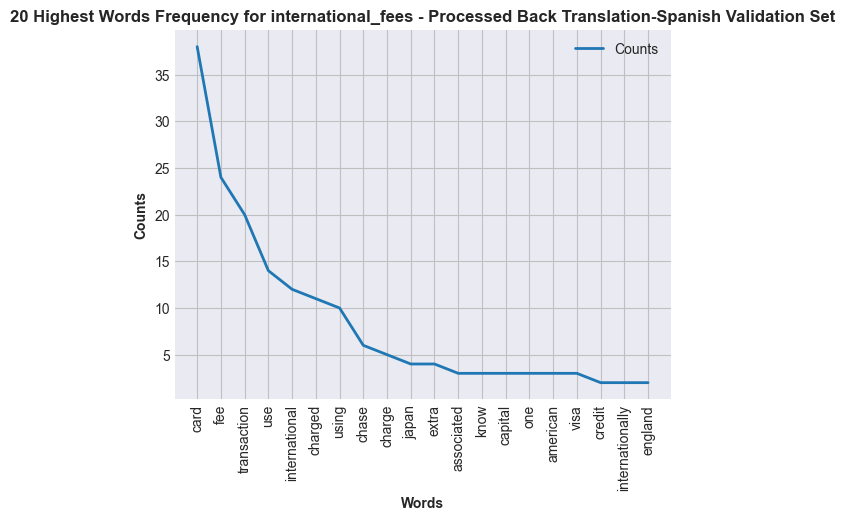 20 Highest Words Frequency for international_fees - Processed Back Translation-Spanish Validation Set
Counts
35
30
25
20
15
10
5
Counts
card
fee
transaction
use
international
charged
using
chase
charge
japan
extra
associated
know
capital
one
american
visa
credit
internationally
england
Words